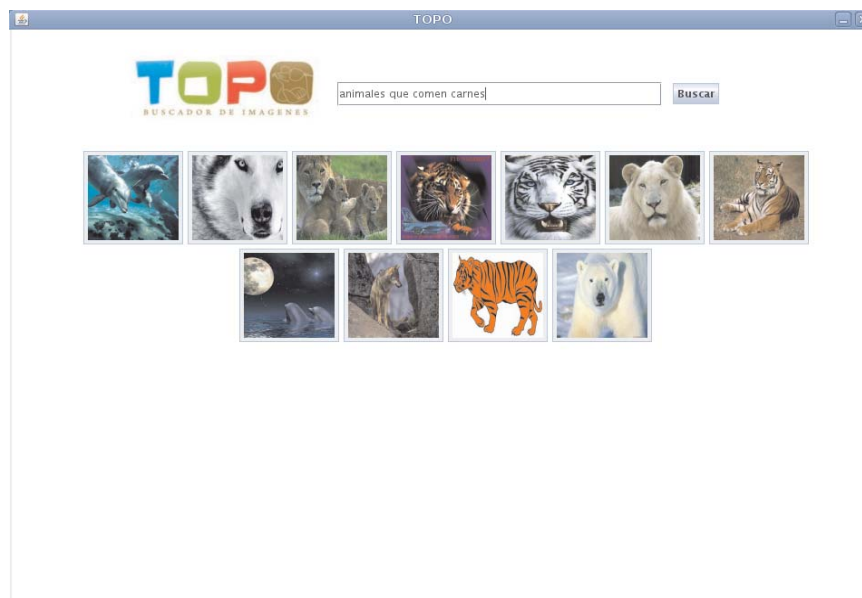 TOPO
TOPO
BUSCADOR DE IMAGENES
animales que comen carnes
Buscar